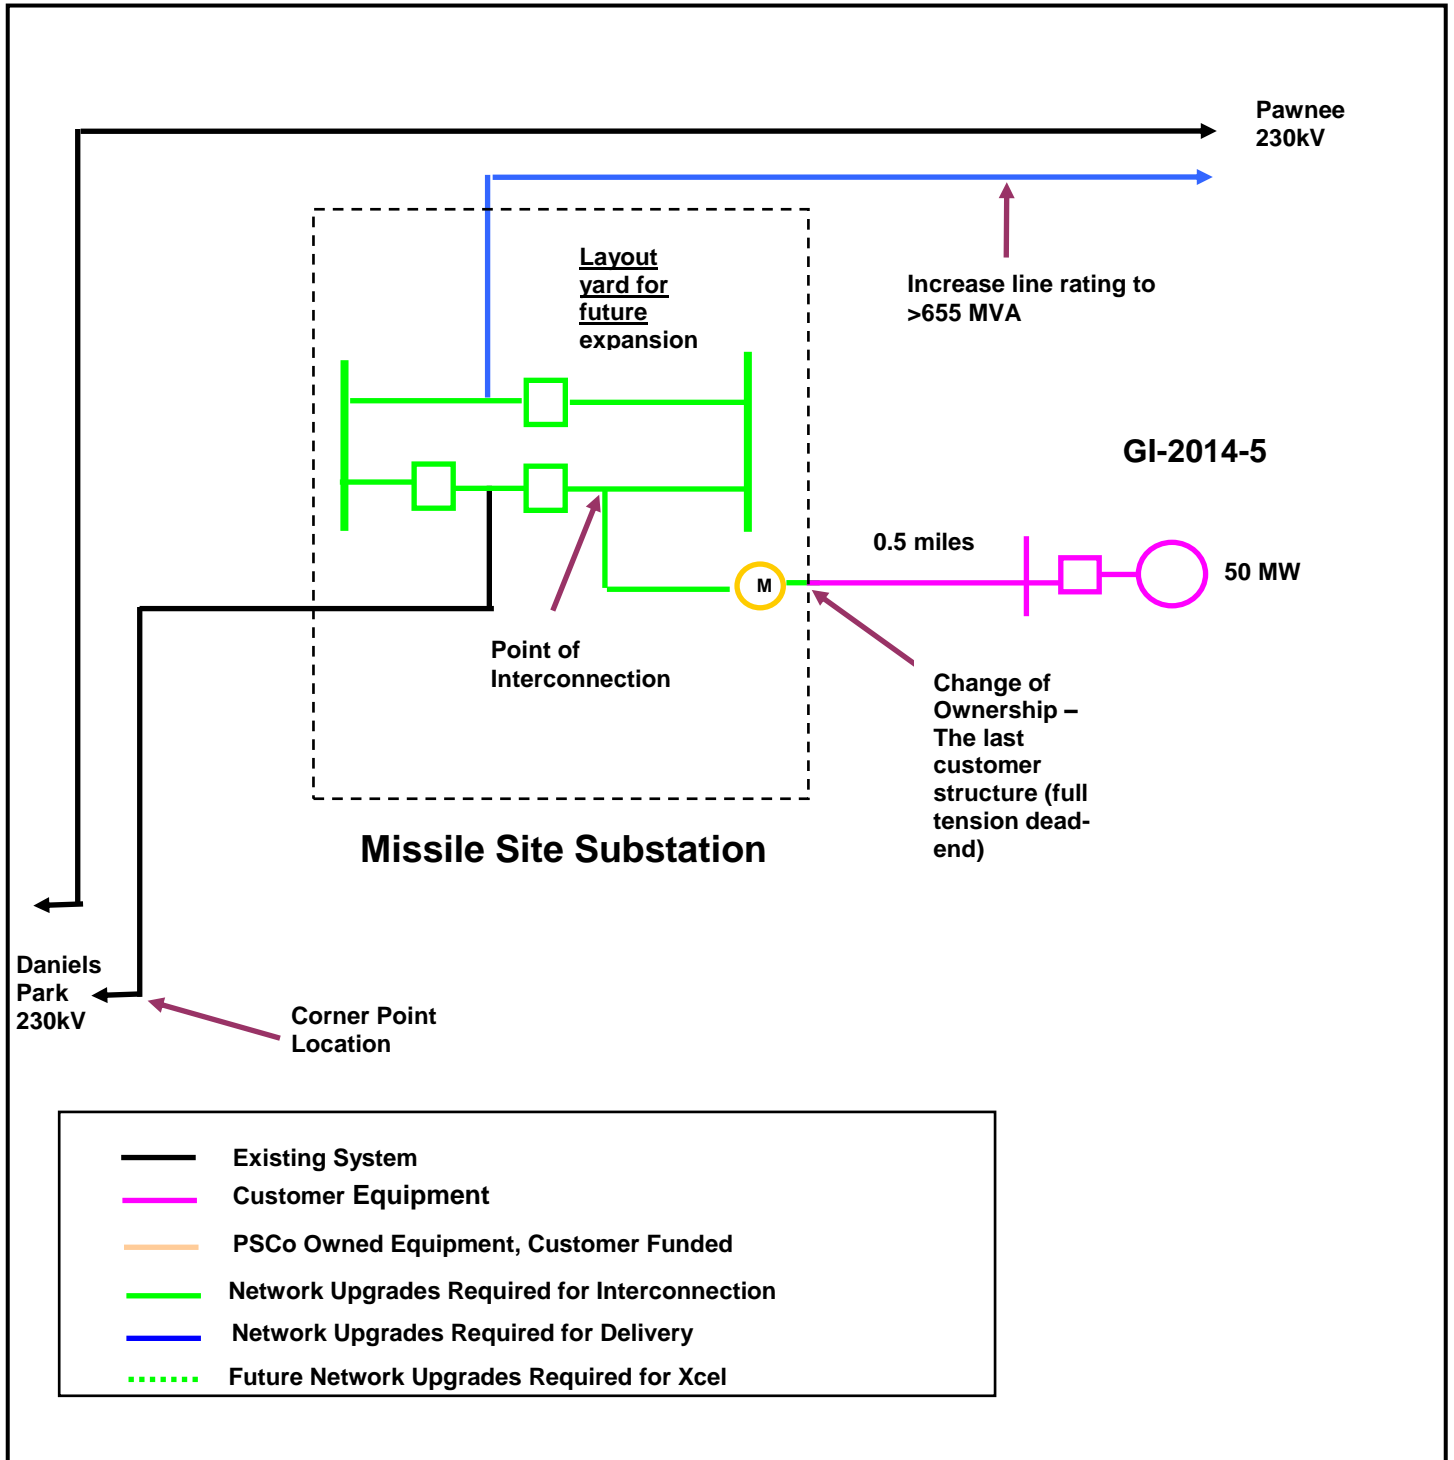 Pawnee
230kV
Layout
yard for
future
expansion
Increase line rating to
>655 MVA
GI-2014-5
0.5 miles
50 MW
M
Point of
Interconnection
Change of
Ownership –
The last
customer
structure (full
tension dead-
end)
Missile Site Substation
Daniels
Park
230kV
Corner Point
Location
Existing System
Customer Equipment
PSCo Owned Equipment, Customer Funded
Network Upgrades Required for Interconnection
Network Upgrades Required for Delivery
Future Network Upgrades Required for Xcel